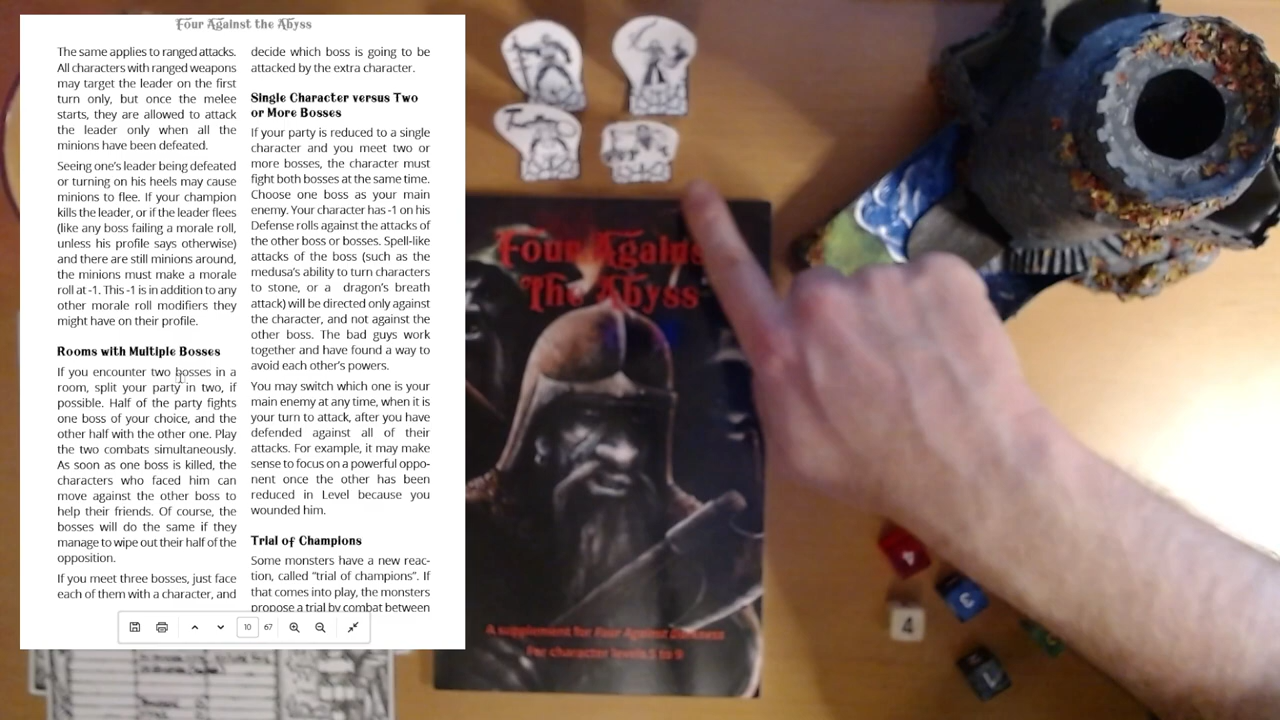 Four Against the Abyss
The same applies to ranged attacks.
All characters with ranged weapons
may target the leader on the first
turn only, but once the melee
starts, they are allowed to attack
the leader only when all the
minions have been defeated.
Seeing one's leader being defeated
or turning on his heels may cause
minions to flee. If your champion
kills the leader, or if the leader flees
(like any boss failing a morale roll,
unless his profile says otherwise)
and there are still minions around,
the minions must make a morale
roll at -1. This -1 is in addition to any
other morale roll modifiers they
might have on their profile.
Rooms with Multiple Bosses
If you encounter two bosses in a
room, split your party in two, if
possible. Half of the party fights
one boss of your choice, and the
other half with the other one. Play
the two combats simultaneously.
As soon as one boss is killed, the
characters who faced him can
move against the other boss to
help their friends. Of course, the
bosses will do the same if they
manage to wipe out their half of the
opposition.
If you meet three bosses, just face
each of them with a character, and
decide which boss is going to be
attacked by the extra character.
Single Character versus Two
or More Bosses
If your party is reduced to a single
character and you meet two or
more bosses, the character must
fight both bosses at the same time.
Choose one boss as your main
enemy. Your character has -1 on his
Defense rolls against the attacks of
the other boss or bosses. Spell-like
attacks of the boss (such as the
medusa's ability to turn characters
to stone, or a dragon's breath
attack) will be directed only against
the character, and not against the
other boss. The bad guys work
together and have found a way to
avoid each other's powers.
You may switch which one is your
main enemy at any time, when it is
your turn to attack, after you have
defended against all of their
attacks. For example, it may make
sense to focus on a powerful oppo-
nent once the other has been
reduced in Level because you
wounded him.
Trial of Champions
Some monsters have a new reac-
tion, called "trial of champions". If
that comes into play, the monsters
propose a trial by combat between
10 67
Four Agains
The Abyss
A supplement for Four Against Darkness
For character levels 5 to 9
4
3
4